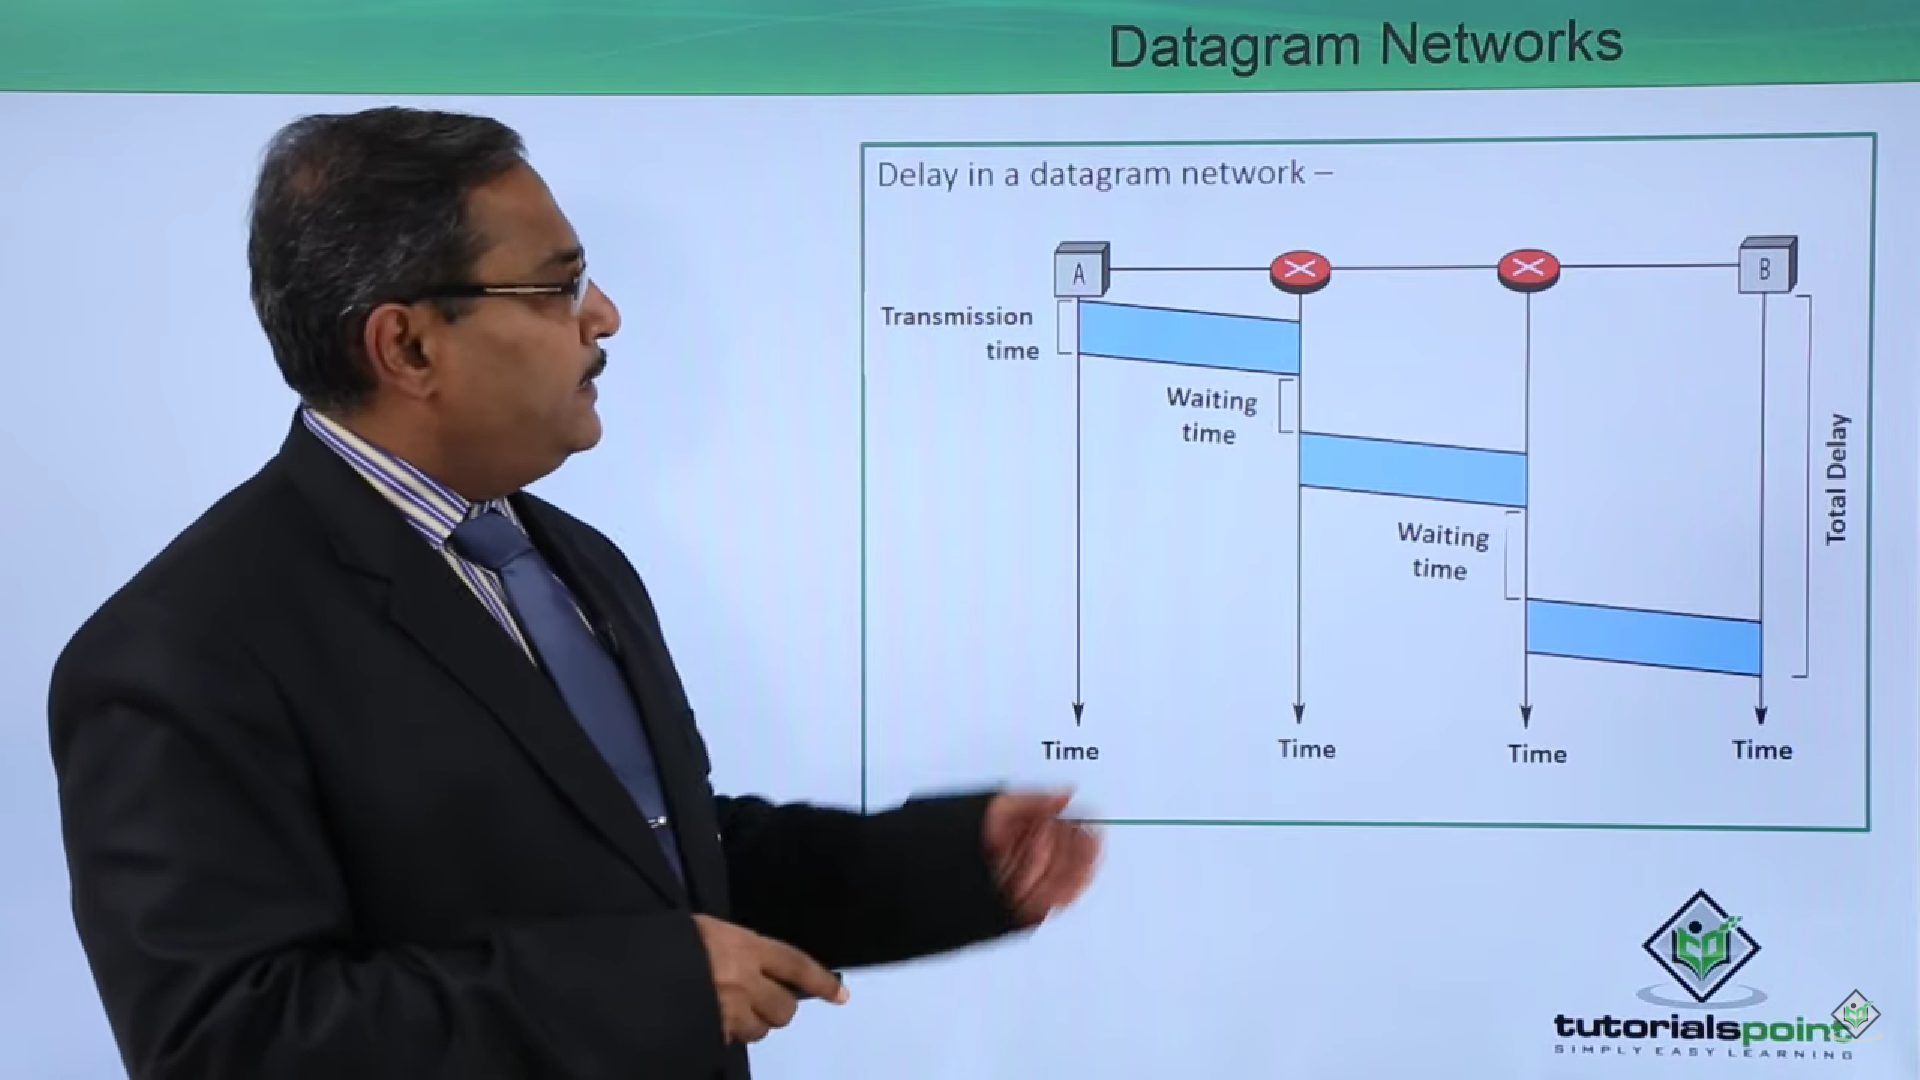 Datagram Networks
Delay in a datagram network –
A
B
Transmission
time
Waiting
time
Waiting
time
Total Delay
Time
Time
Time
Time
tutorialspoint
SIMPLY EASY LEARNING